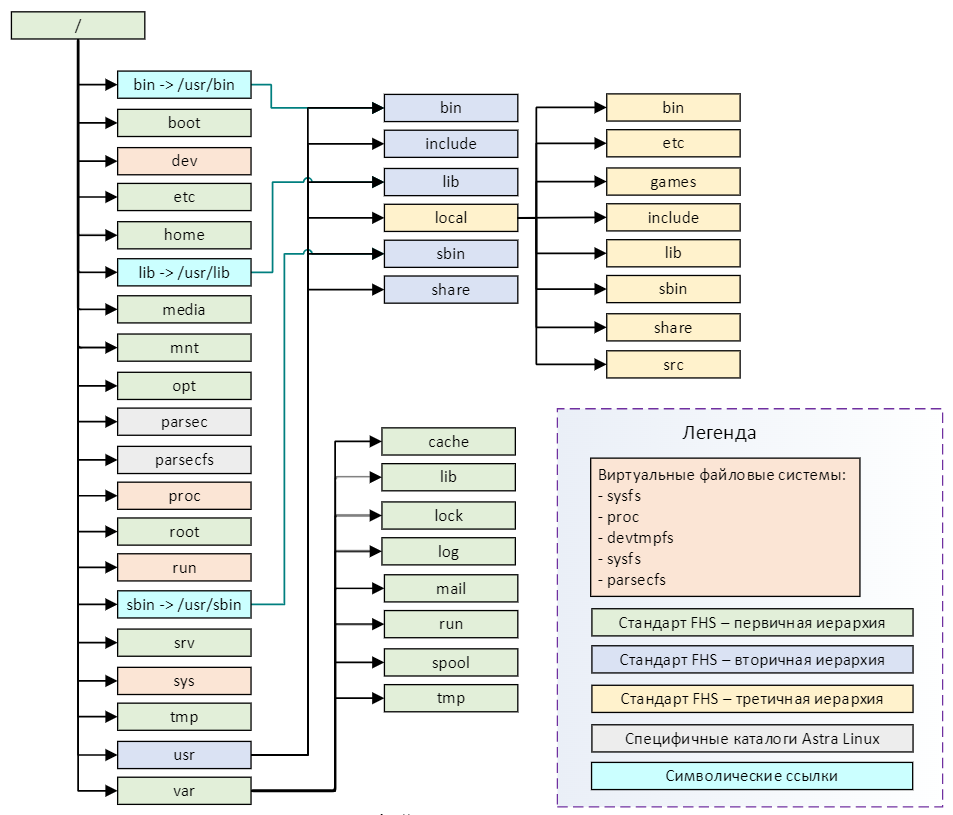 /
bin -> /usr/bin
boot
dev
etc
home
lib -> /usr/lib
media
mnt
opt
parsec
parsecfs
proc
root
run
sbin -> /usr/sbin
srv
sys
tmp
usr
var
bin
include
lib
local
sbin
share
bin
etc
games
include
lib
sbin
share
src
cache
lib
lock
log
mail
run
spool
tmp
Легенда
Виртуальные файловые системы:
- sysfs
- proc
- devtmpfs
- sysfs
- parsecfs
Стандарт FHS – первичная иерархия
Стандарт FHS – вторичная иерархия
Стандарт FHS – третичная иерархия
Специфичные каталоги Astra Linux
Символические ссылки